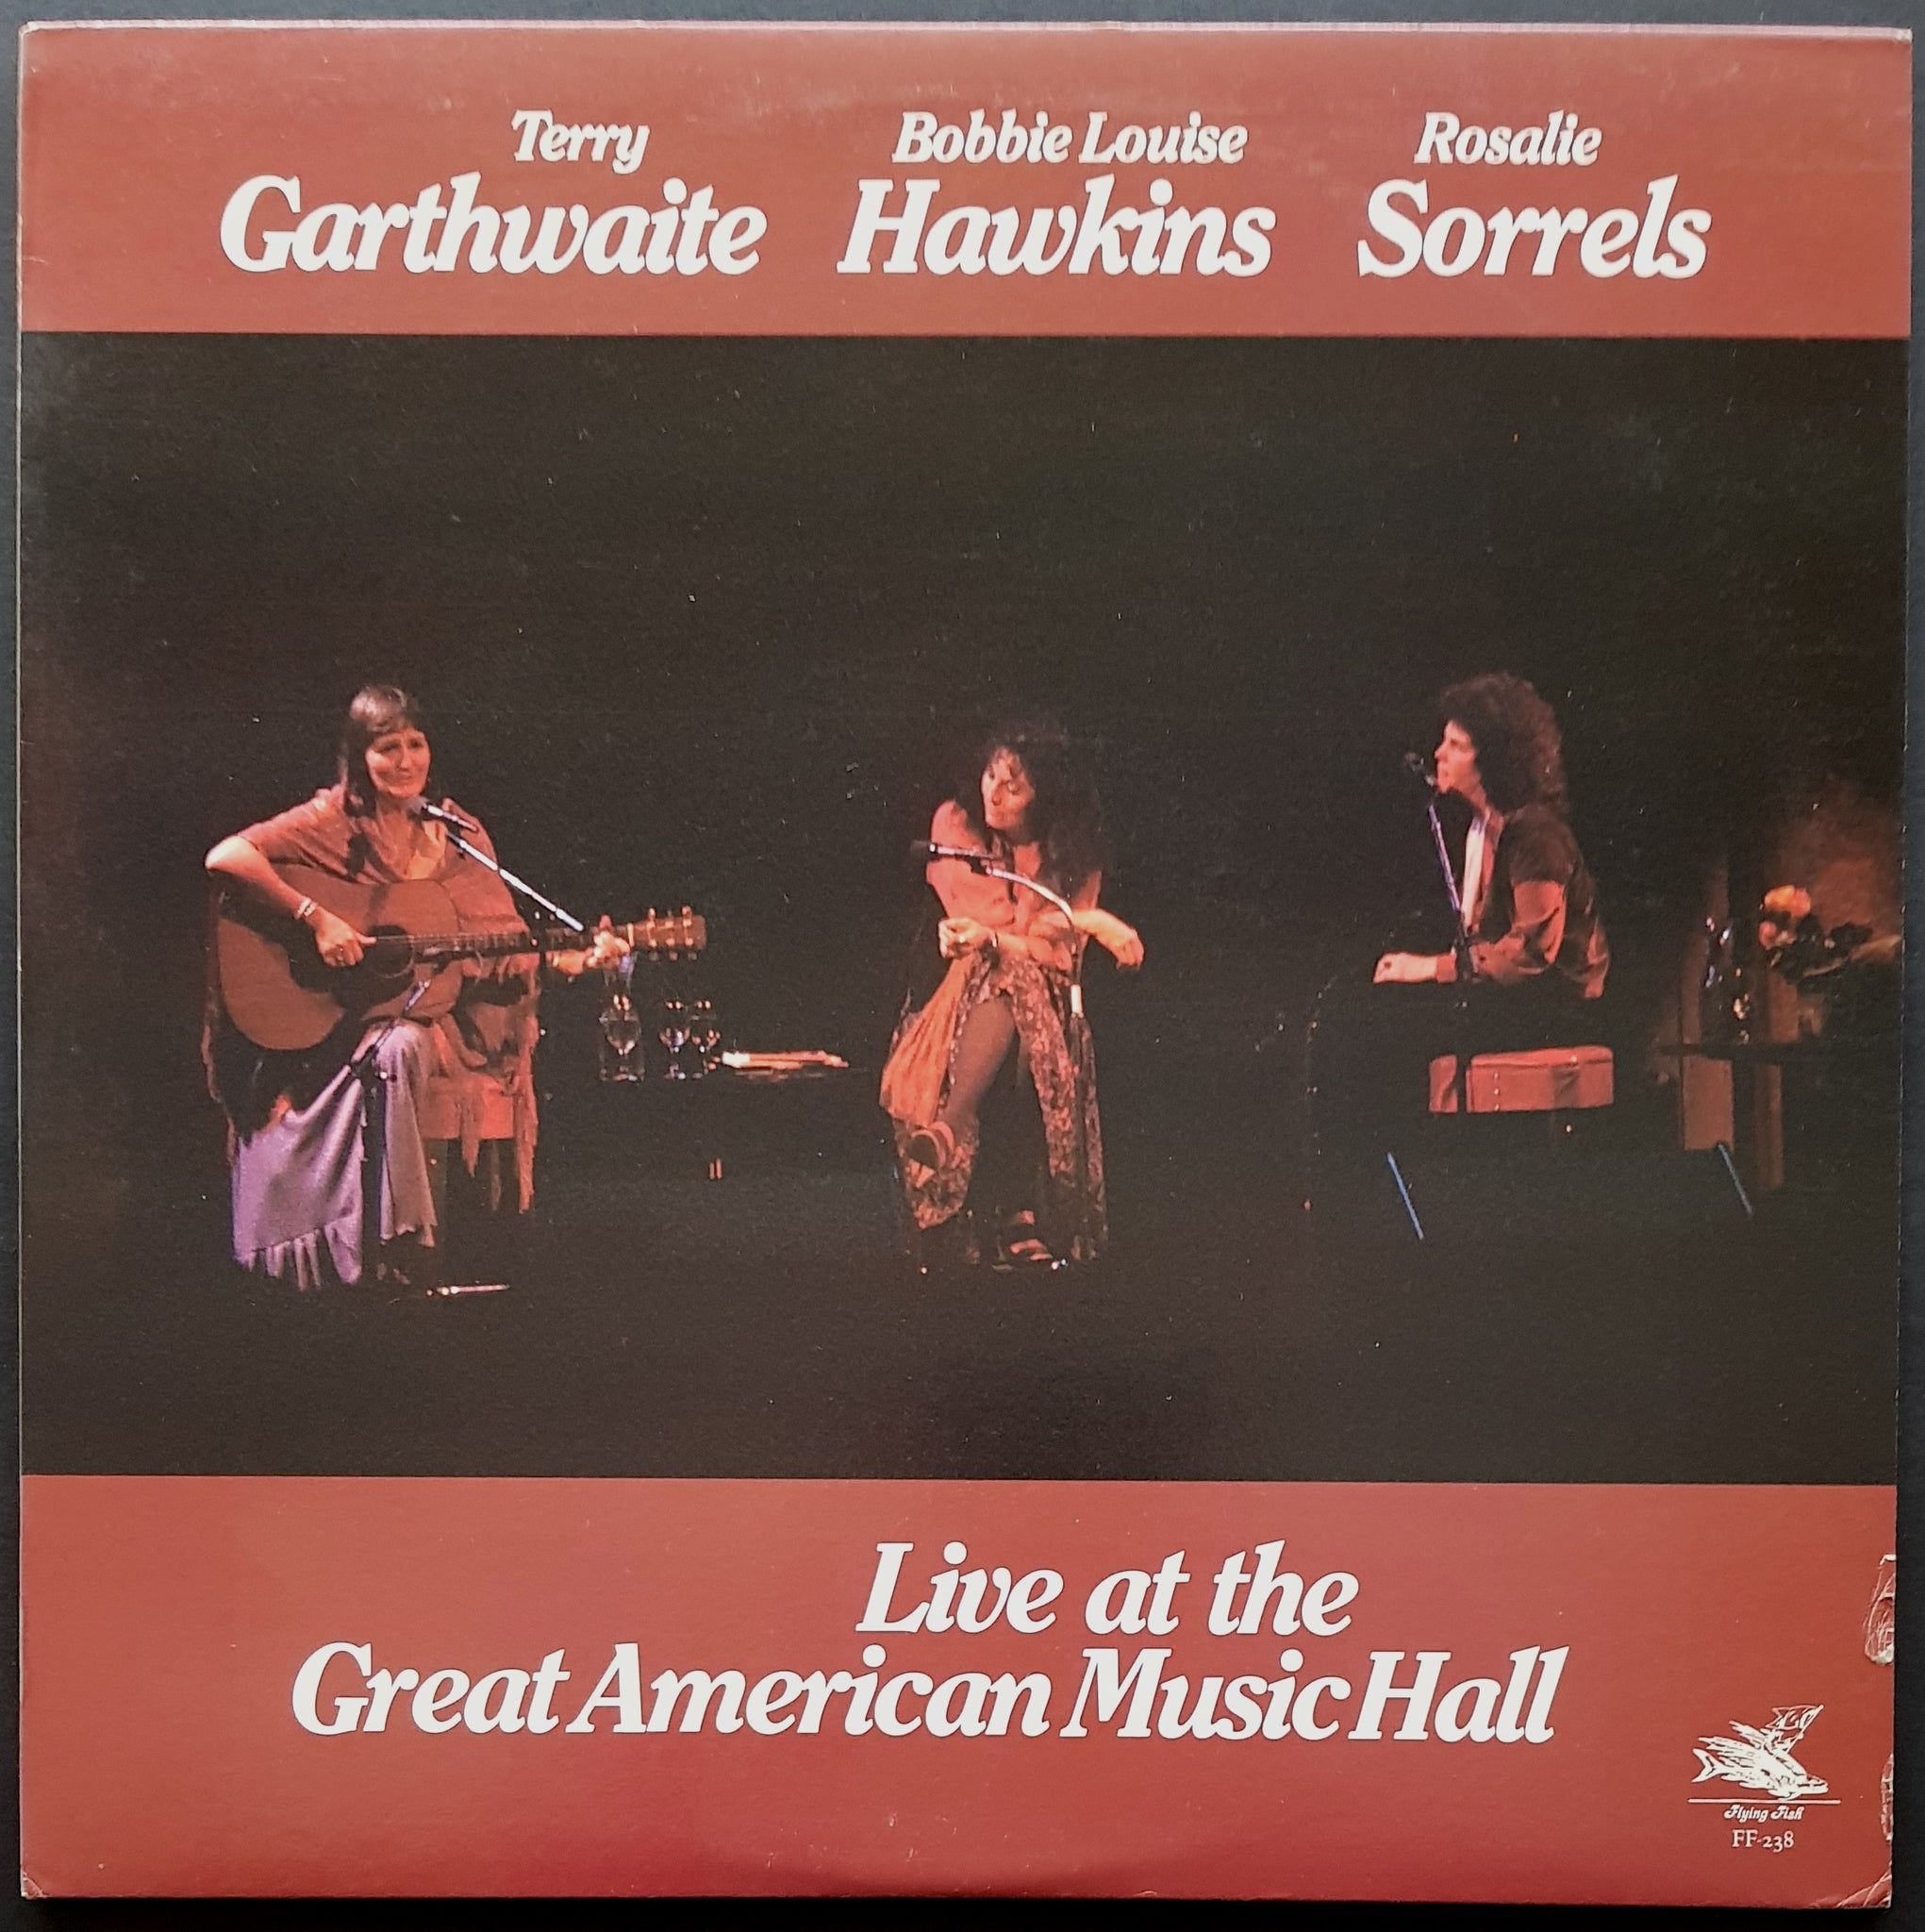 Terry Bobbie Louise Rosalie
Garthwaite Hawkins Sorrels
Live at the
Great American Music Hall
Flying Fish
FF-238